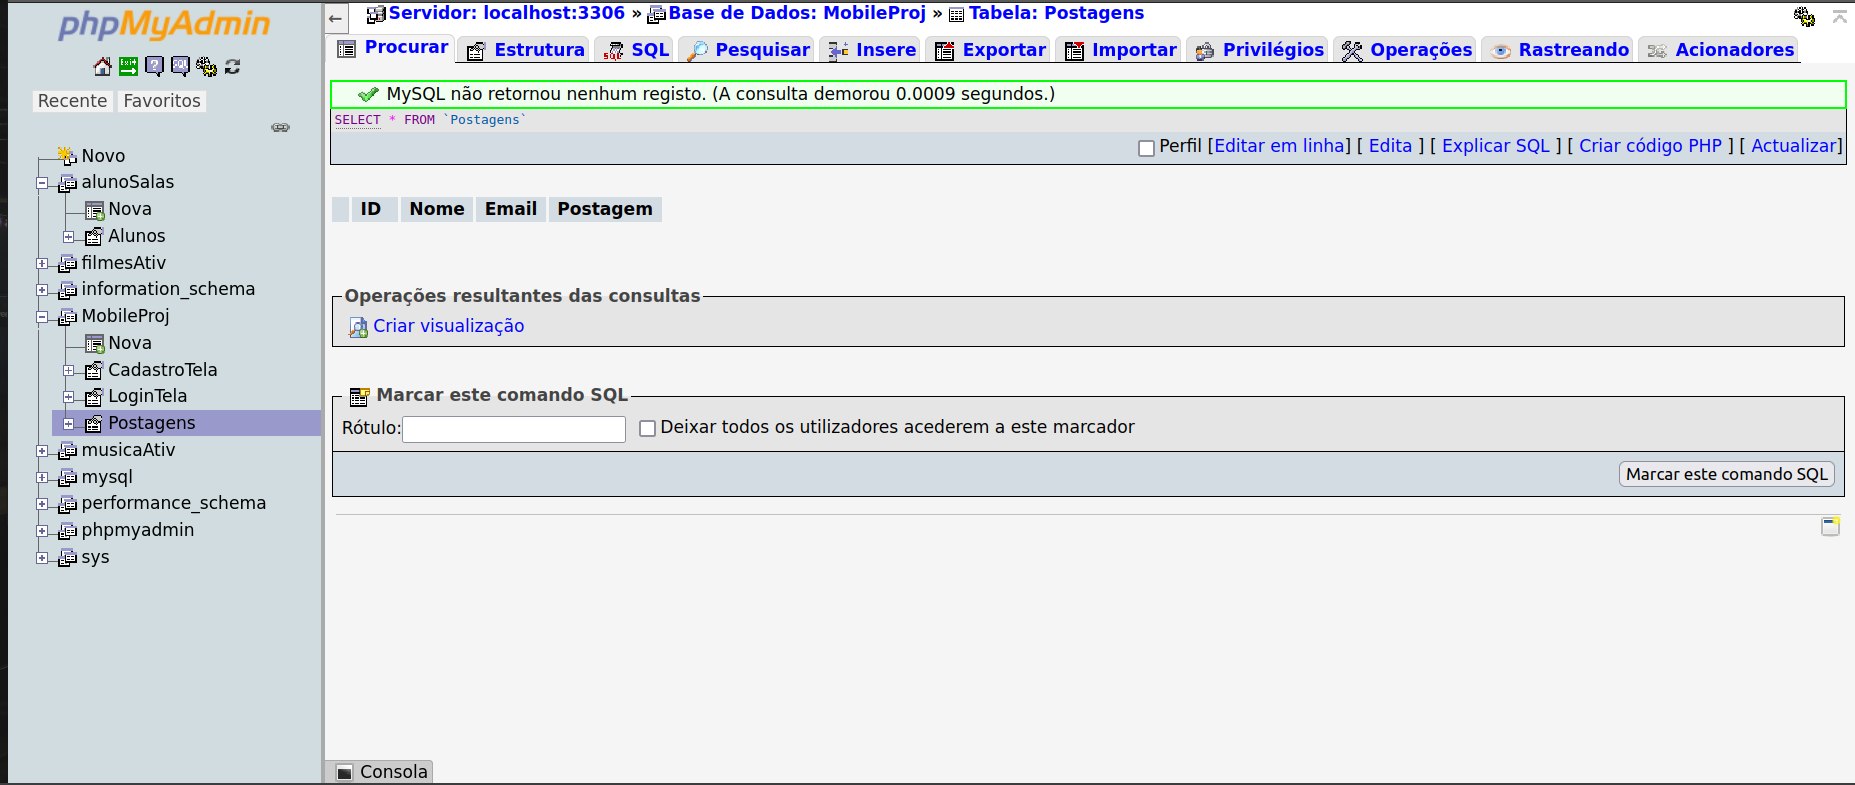 phpMyAdmin
Recente Favoritos
Novo
alunoSalas
Nova
Alunos
filmesAtiv
information_schema
MobileProj
Nova
CadastroTela
LoginTela
Postagens
musicaAtiv
mysql
performance_schema
phpmyadmin
sys
Servidor: localhost:3306 » Base de Dados: MobileProj » Tabela: Postagens
Procurar Estrutura SQL Pesquisar Insere Exportar Importar Privilégios Operações Rastreando Acionadores
MySQL não retornou nenhum registo. (A consulta demorou 0.0009 segundos.)
SELECT * FROM `Postagens`
Perfil [Editar em linha] [ Edita ] [ Explicar SQL ] [ Criar código PHP ] [ Actualizar]
ID Nome Email Postagem
Operações resultantes das consultas
Criar visualização
Marcar este comando SQL
Rótulo: Deixar todos os utilizadores acederem a este marcador
Marcar este comando SQL
Consola